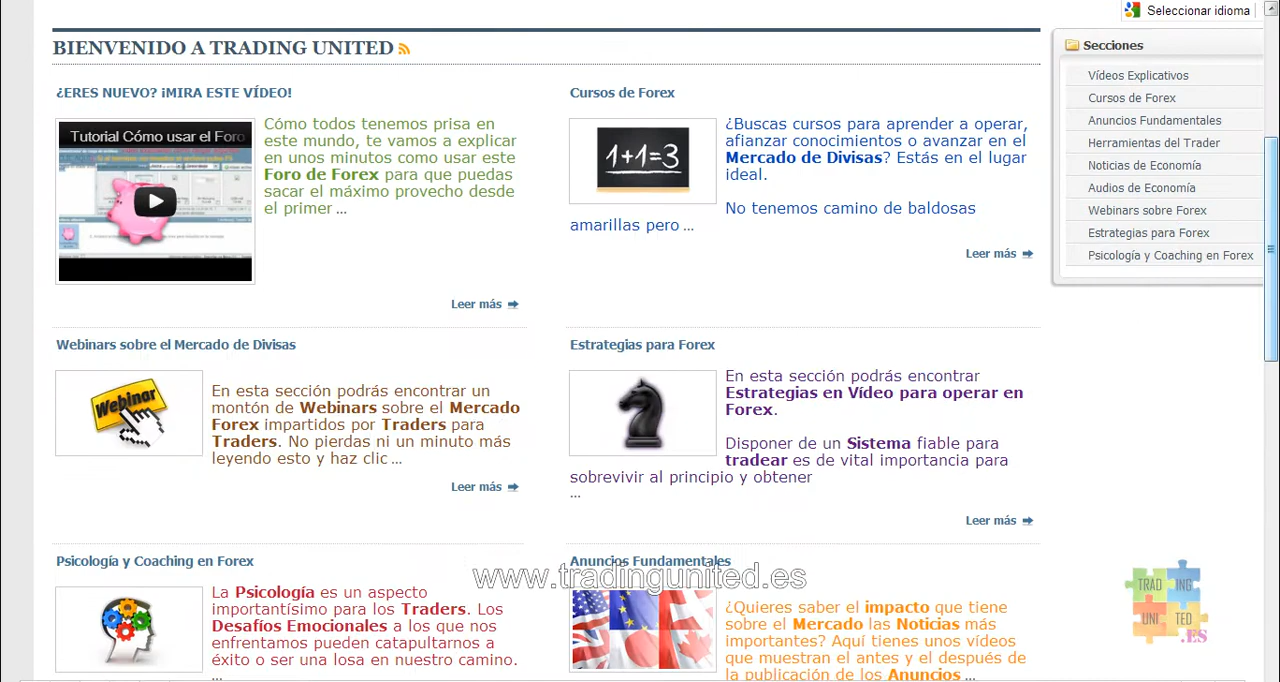 Seleccionar idioma
BIENVENIDO A TRADING UNITED
¿ERES NUEVO? ¡MIRA ESTE VÍDEO!
Tutorial Cómo usar el Foro
Cómo todos tenemos prisa en
este mundo, te vamos a explicar
en unos minutos como usar este
Foro de Forex para que puedas
sacar el máximo provecho desde
el primer ...
Leer más
Cursos de Forex
1+1=3
¿Buscas cursos para aprender a operar,
afianzar conocimientos o avanzar en el
Mercado de Divisas? Estás en el lugar
ideal.
No tenemos camino de baldosas
amarillas pero ...
Leer más
Secciones
Vídeos Explicativos
Cursos de Forex
Anuncios Fundamentales
Herramientas del Trader
Noticias de Economía
Audios de Economía
Webinars sobre Forex
Estrategias para Forex
Psicología y Coaching en Forex
Webinars sobre el Mercado de Divisas
Webinar
En esta sección podrás encontrar un
montón de Webinars sobre el Mercado
Forex impartidos por Traders para
Traders. No pierdas ni un minuto más
leyendo esto y haz clic ...
Leer más
Estrategias para Forex
En esta sección podrás encontrar
Estrategias en Vídeo para operar en
Forex.
Disponer de un Sistema fiable para
tradear es de vital importancia para
sobrevivir al principio y obtener
...
Leer más
Psicología y Coaching en Forex
La Psicología es un aspecto
importantísimo para los Traders. Los
Desafíos Emocionales a los que nos
enfrentamos pueden catapultarnos a
éxito o ser una losa en nuestro camino.
...
Anuncios Fundamentales
¿Quieres saber el impacto que tiene
sobre el Mercado las Noticias más
importantes? Aquí tienes unos vídeos
que muestran el antes y el después de
la publicación de los Anuncios ...
www.tradingunited.es
TRAD ING
UNI TED
.ES